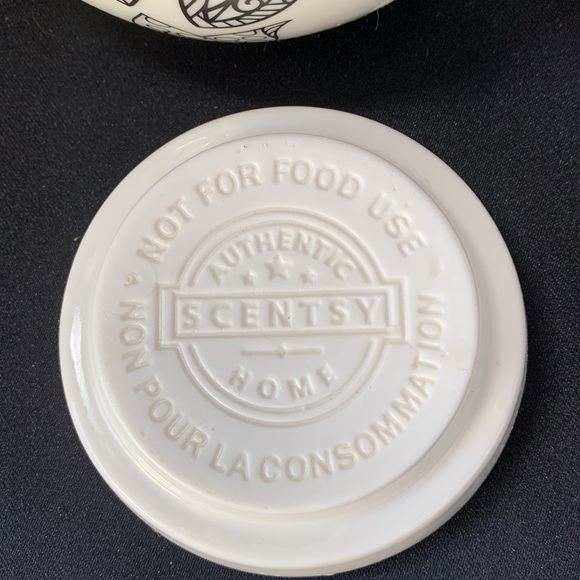 NOT FOR FOOD USE
AUTHENTIC
SCENTSY
HOME
NON POUR LA CONSOMMATION